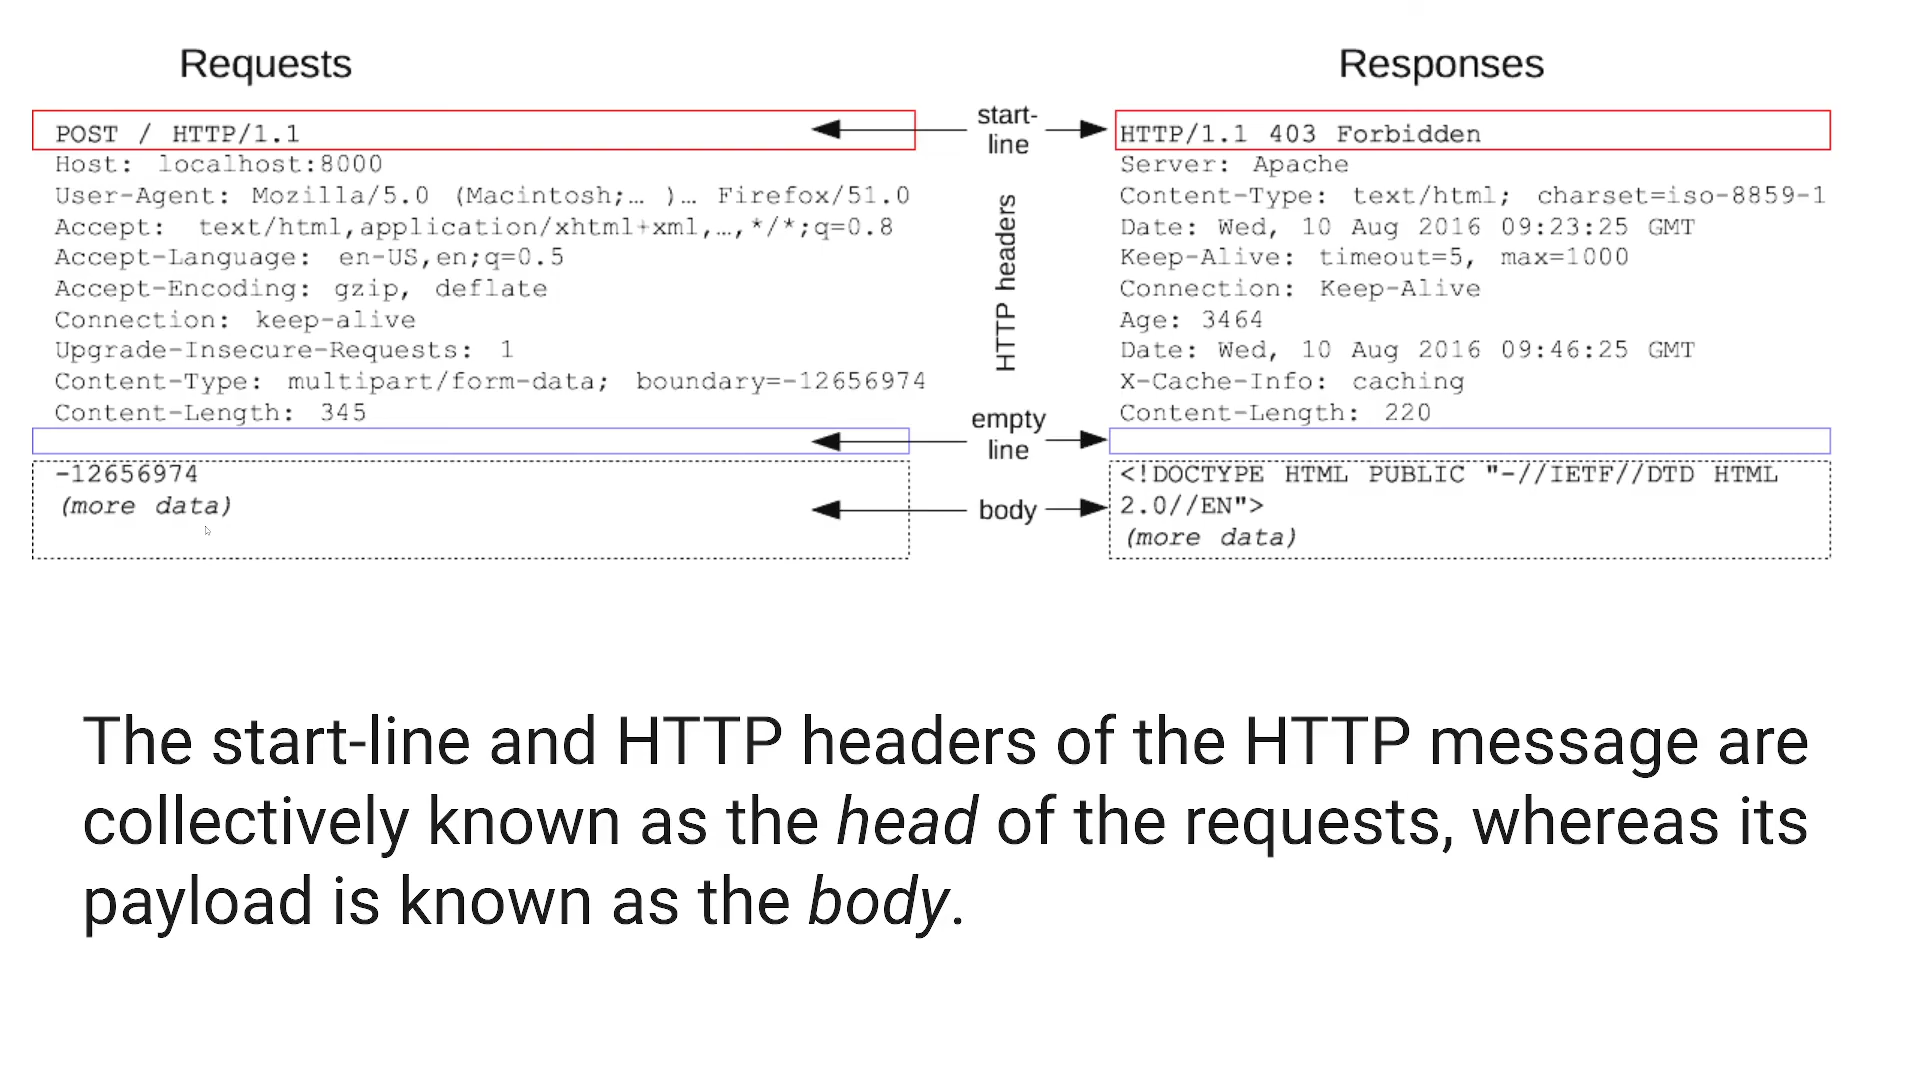 Requests
POST / HTTP/1.1
Host: localhost:8000
User-Agent: Mozilla/5.0 (Macintosh;… )… Firefox/51.0
Accept: text/html,application/xhtml+xml,…,*/*;q=0.8
Accept-Language: en-US,en;q=0.5
Accept-Encoding: gzip, deflate
Connection: keep-alive
Upgrade-Insecure-Requests: 1
Content-Type: multipart/form-data; boundary=-12656974
Content-Length: 345
-12656974
(more data)
start-
line
HTTP headers
empty
line
body
Responses
HTTP/1.1 403 Forbidden
Server: Apache
Content-Type: text/html; charset=iso-8859-1
Date: Wed, 10 Aug 2016 09:23:25 GMT
Keep-Alive: timeout=5, max=1000
Connection: Keep-Alive
Age: 3464
Date: Wed, 10 Aug 2016 09:46:25 GMT
X-Cache-Info: caching
Content-Length: 220
<!DOCTYPE HTML PUBLIC "-//IETF//DTD HTML
2.0//EN">
(more data)
The start-line and HTTP headers of the HTTP message are
collectively known as the head of the requests, whereas its
payload is known as the body.